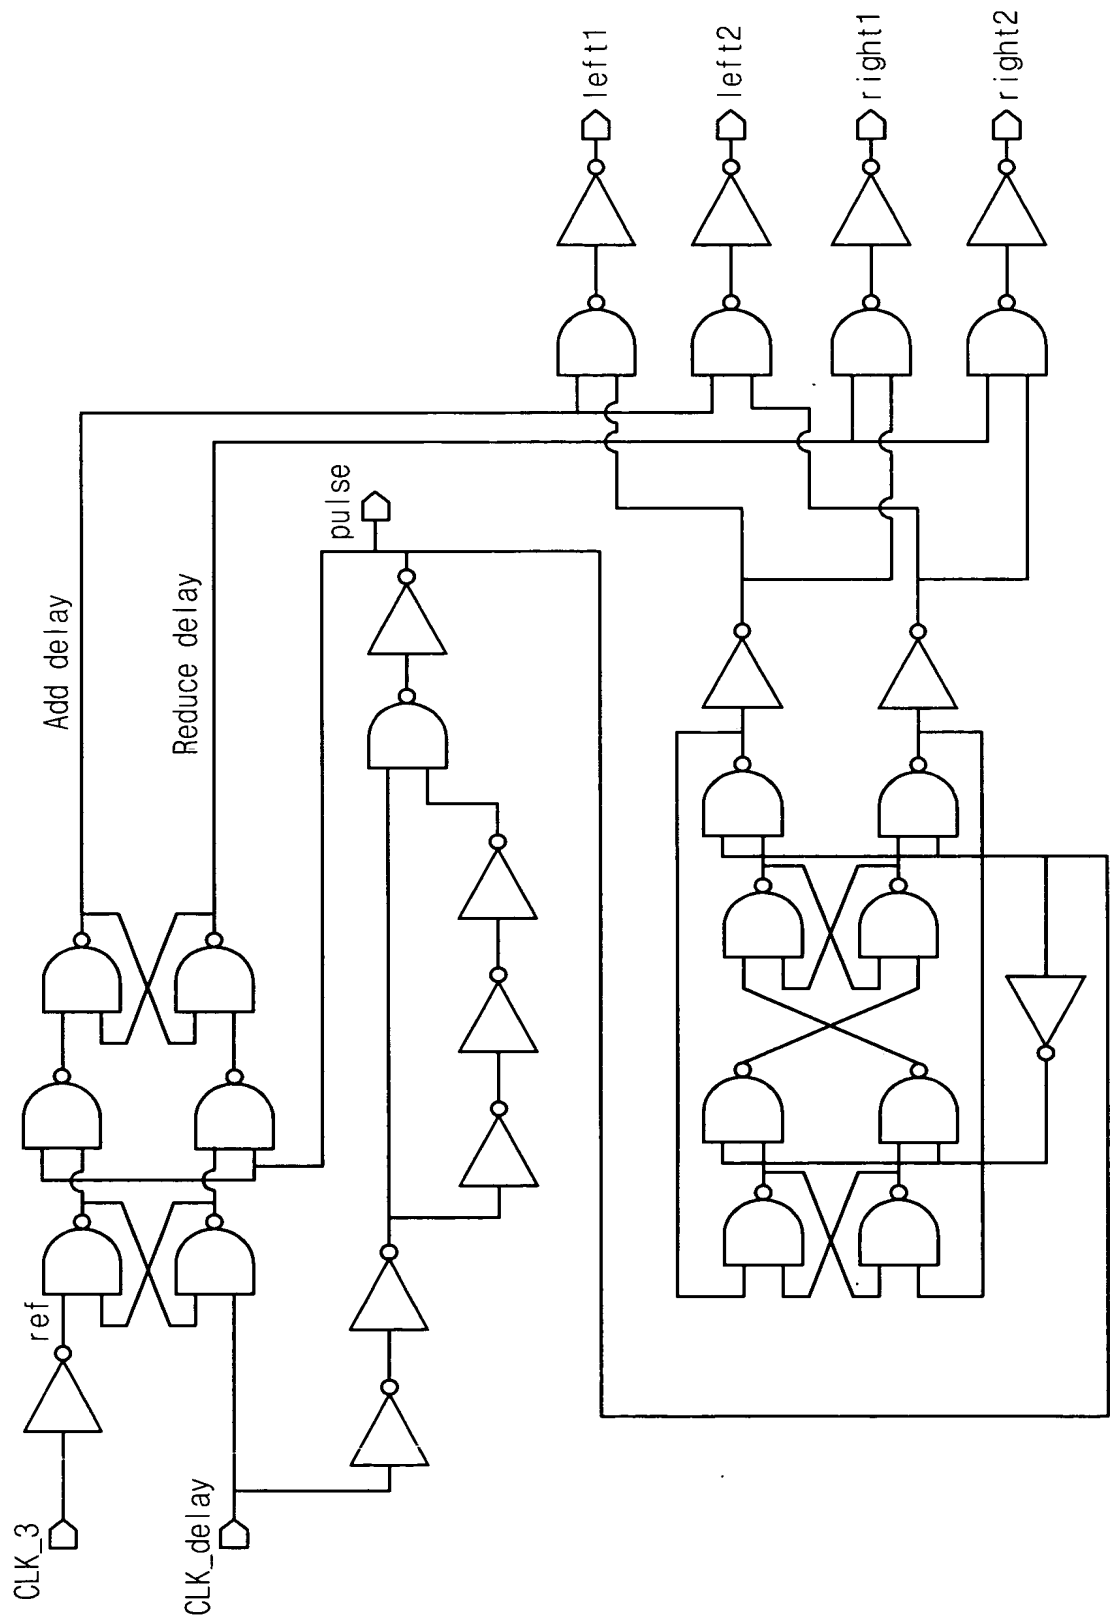 CLK_3
ref
Add delay
CLK_delay
Reduce delay
pulse
left1
left2
right1
right2